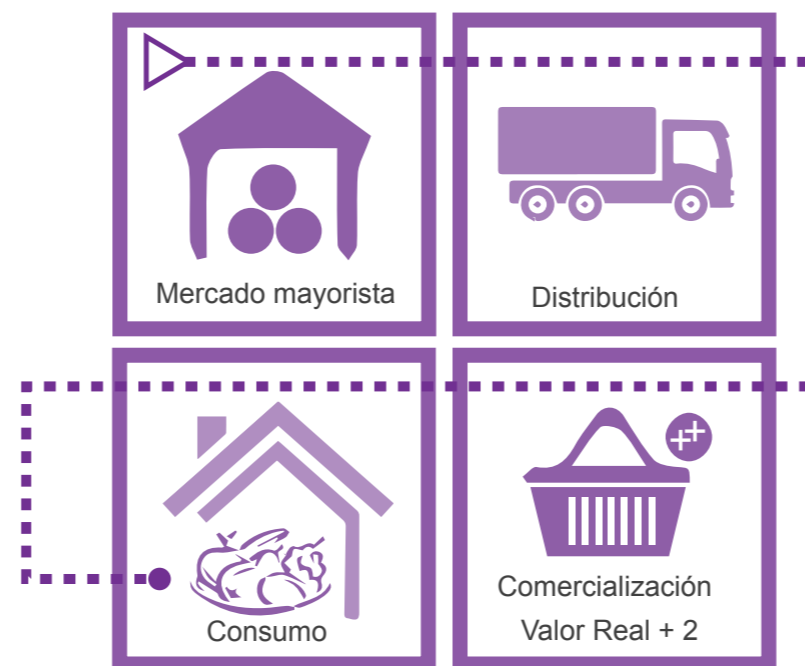 Mercado mayorista
Distribución
Consumo
Comercialización
Valor Real + 2